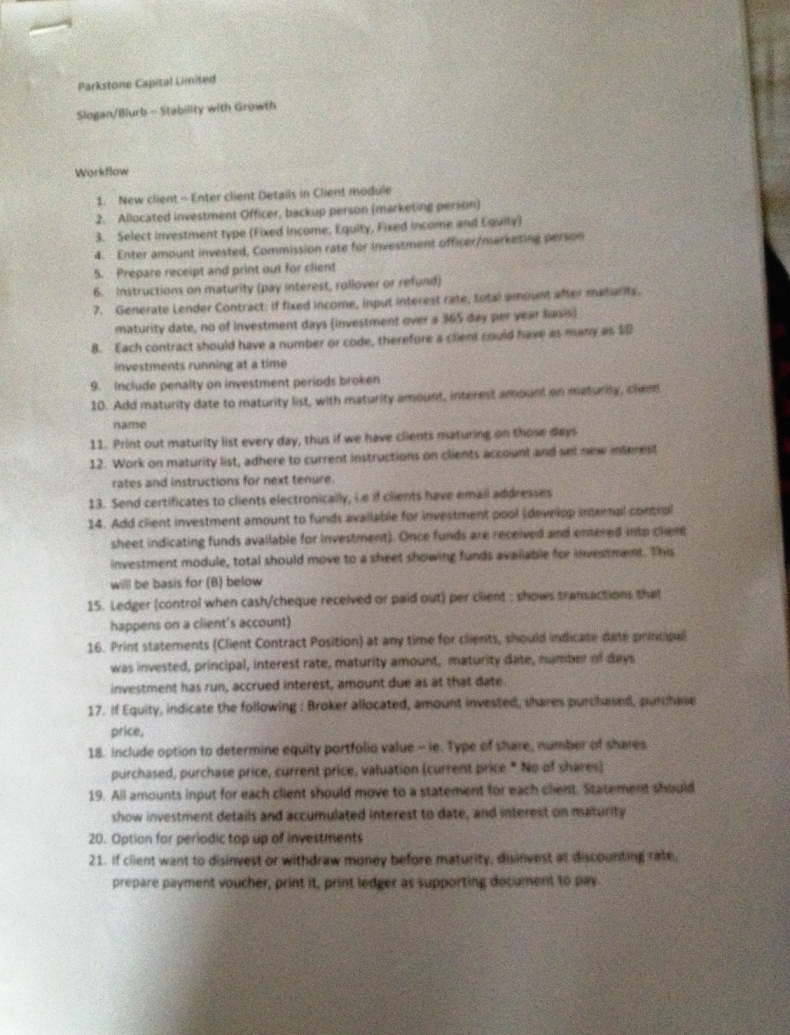 Parkstone Capital Limited
Slogan/Blurb – Stability with Growth
Workflow
1. New client – Enter client Details in Client module
2. Allocated investment Officer, backup person (marketing person)
3. Select investment type (Fixed Income, Equity, Fixed Income and Equity)
4. Enter amount invested, Commission rate for Investment officer/marketing person
5. Prepare receipt and print out for client
6. Instructions on maturity (pay interest, rollover or refund)
7. Generate Lender Contract: If fixed income, input interest rate, total amount after maturity,
maturity date, no of Investment days (investment over a 365 day per year basis)
8. Each contract should have a number or code, therefore a client could have as many as 10
investments running at a time
9. Include penalty on investment periods broken
10. Add maturity date to maturity list, with maturity amount, interest amount on maturity, client
name
11. Print out maturity list every day, thus if we have clients maturing on those days
12. Work on maturity list, adhere to current instructions on clients account and set new interest
rates and instructions for next tenure.
13. Send certificates to clients electronically, i.e if clients have email addresses
14. Add client investment amount to funds available for investment pool (develop internal control
sheet indicating funds available for investment). Once funds are received and entered into client
investment module, total should move to a sheet showing funds available for investment. This
will be basis for (B) below
15. Ledger (control when cash/cheque received or paid out) per client : shows transactions that
happens on a client's account)
16. Print statements (Client Contract Position) at any time for clients, should indicate date principal
was invested, principal, interest rate, maturity amount, maturity date, number of days
investment has run, accrued interest, amount due as at that date.
17. If Equity, indicate the following : Broker allocated, amount invested, shares purchased, purchase
price,
18. Include option to determine equity portfolio value – ie. Type of share, number of shares
purchased, purchase price, current price, valuation (current price * No of shares)
19. All amounts input for each client should move to a statement for each client. Statement should
show investment details and accumulated interest to date, and interest on maturity
20. Option for periodic top up of investments
21. If client want to disinvest or withdraw money before maturity, disinvest at discounting rate,
prepare payment voucher, print it, print ledger as supporting document to pay.